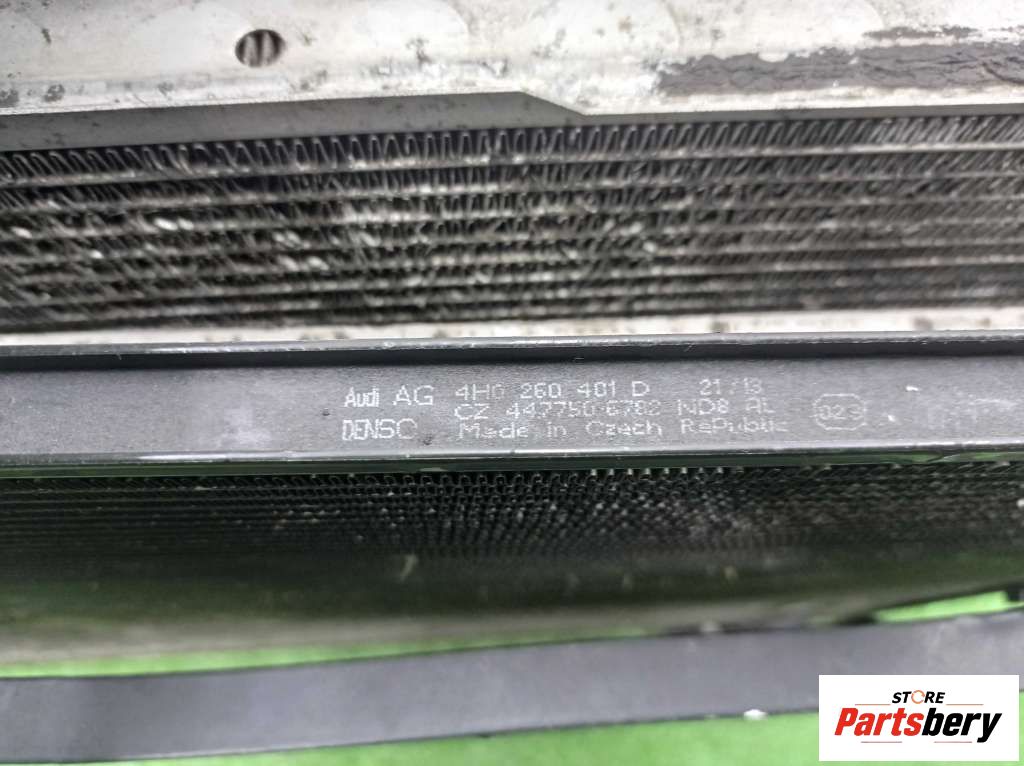 Audi AG 4H0 260 401 D 21/13
CZ 447750-6782 ND8 AL
DENSO Made in Czech Republic 023
STORE
Partsbery